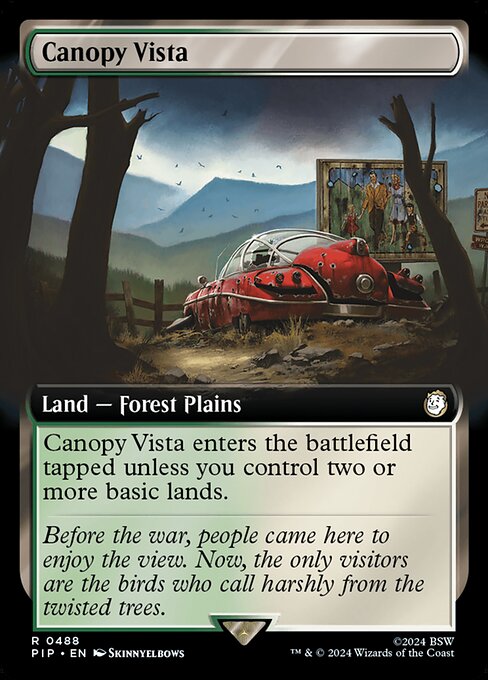 Canopy Vista
Land — Forest Plains
Canopy Vista enters the battlefield
tapped unless you control two or
more basic lands.
Before the war, people came here to
enjoy the view. Now, the only visitors
are the birds who call harshly from the
twisted trees.
R 0488
PIP • EN SKINNYELBOWS
©2024 BSW
™ & © 2024 Wizards of the Coast